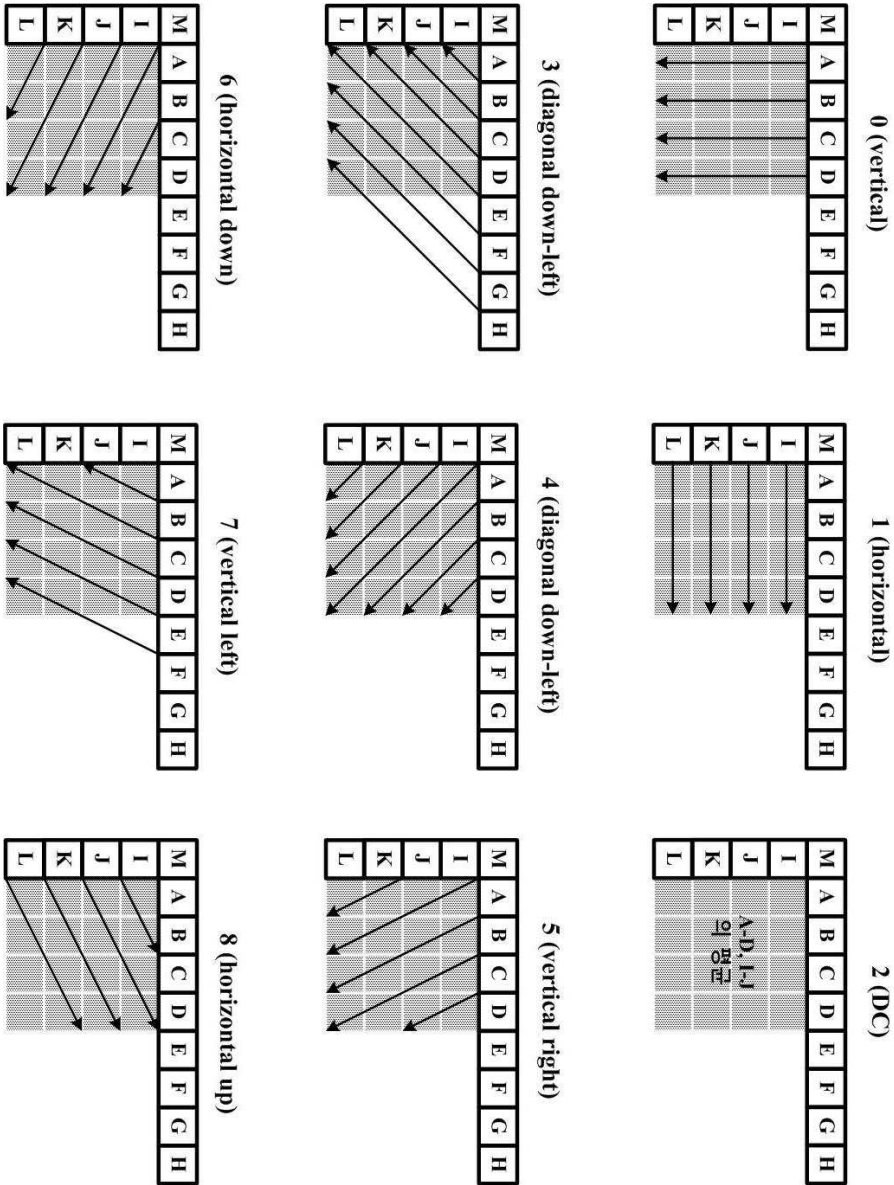 0 (vertical)
M A B C D E F G H
I
J
K
L
1 (horizontal)
M A B C D E F G H
I
J
K
L
2 (DC)
M A B C D E F G H
I
J
K
L
A-D, I-J
의 평균
3 (diagonal down-left)
M A B C D E F G H
I
J
K
L
4 (diagonal down-left)
M A B C D E F G H
I
J
K
L
5 (vertical right)
M A B C D E F G H
I
J
K
L
6 (horizontal down)
M A B C D E F G H
I
J
K
L
7 (vertical left)
M A B C D E F G H
I
J
K
L
8 (horizontal up)
M A B C D E F G H
I
J
K
L